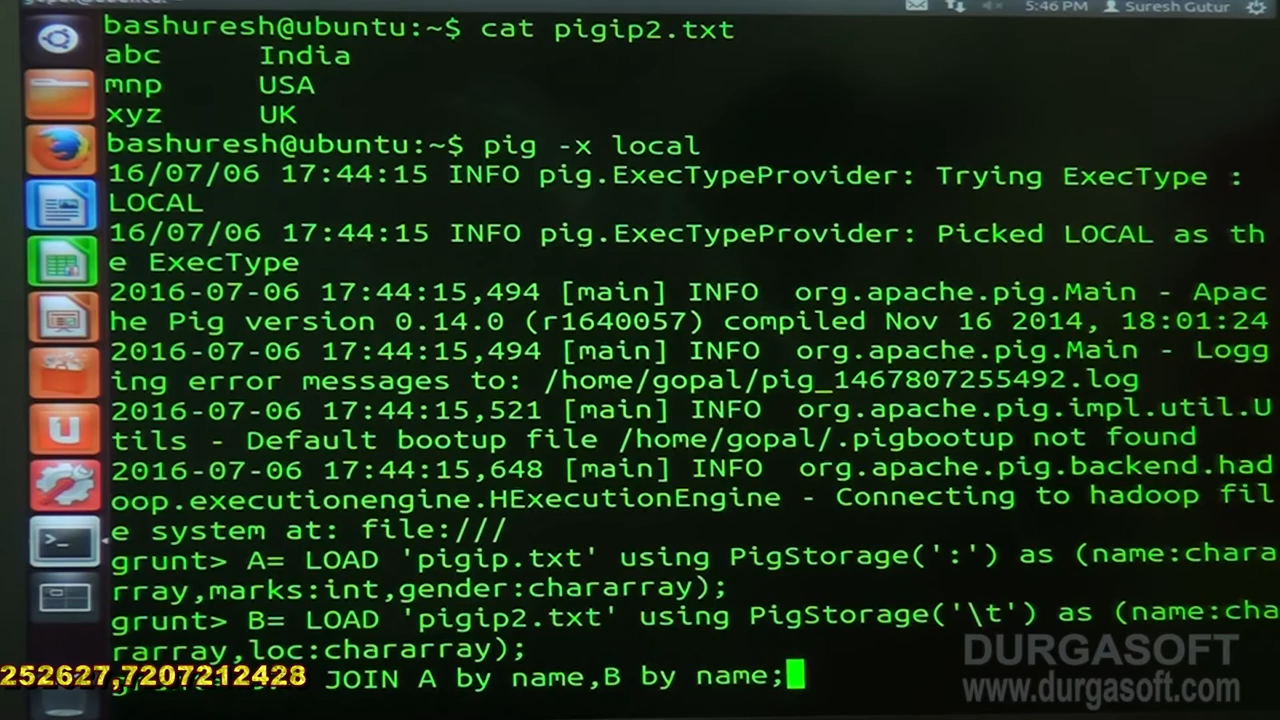 5:46 PM Suresh Gutur
bashuresh@ubuntu:~$ cat pigip2.txt
abc India
mnp USA
xyz UK
bashuresh@ubuntu:~$ pig -x local
16/07/06 17:44:15 INFO pig.ExecTypeProvider: Trying ExecType :
LOCAL
16/07/06 17:44:15 INFO pig.ExecTypeProvider: Picked LOCAL as th
e ExecType
2016-07-06 17:44:15,494 [main] INFO org.apache.pig.Main - Apac
he Pig version 0.14.0 (r1640057) compiled Nov 16 2014, 18:01:24
2016-07-06 17:44:15,494 [main] INFO org.apache.pig.Main - Logg
ing error messages to: /home/gopal/pig_1467807255492.log
2016-07-06 17:44:15,521 [main] INFO org.apache.pig.impl.util.U
tils - Default bootup file /home/gopal/.pigbootup not found
2016-07-06 17:44:15,648 [main] INFO org.apache.pig.backend.had
oop.executionengine.HExecutionEngine - Connecting to hadoop fil
e system at: file:///
grunt> A= LOAD 'pigip.txt' using PigStorage(':') as (name:chara
rray,marks:int,gender:chararray);
grunt> B= LOAD 'pigip2.txt' using PigStorage('\t') as (name:cha
rarray,loc:chararray);
JOIN A by name,B by name;
252627,7207212428
DURGASOFT
www.durgasoft.com